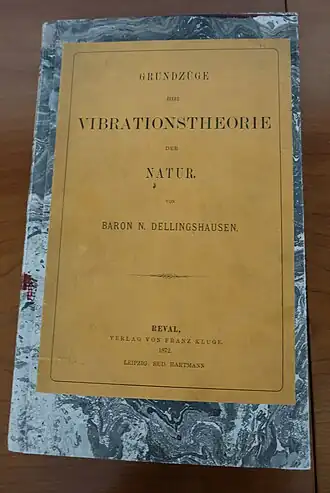 GRUNDZÜGE
DER
VIBRATIONSTHEORIE
DER
NATUR.
VON
BARON N. DELLINGSHAUSEN.
REVAL,
VERLAG VON FRANZ KLUGE.
1872.
LEIPZIG: RUD. HARTMANN